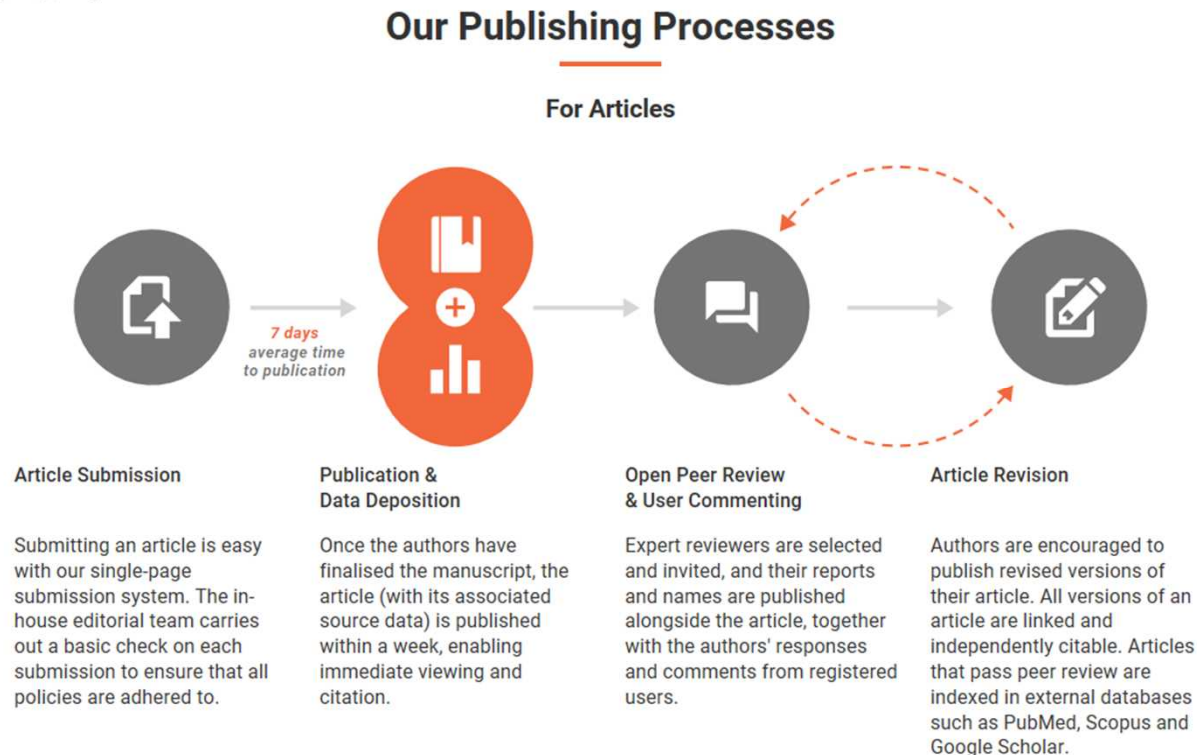 Our Publishing Processes
For Articles
7 days
average time
to publication
Article Submission
Submitting an article is easy
with our single-page
submission system. The in-
house editorial team carries
out a basic check on each
submission to ensure that all
policies are adhered to.
Publication &
Data Deposition
Once the authors have
finalised the manuscript, the
article (with its associated
source data) is published
within a week, enabling
immediate viewing and
citation.
Open Peer Review
& User Commenting
Expert reviewers are selected
and invited, and their reports
and names are published
alongside the article, together
with the authors' responses
and comments from registered
users.
Article Revision
Authors are encouraged to
publish revised versions of
their article. All versions of an
article are linked and
independently citable. Articles
that pass peer review are
indexed in external databases
such as PubMed, Scopus and
Google Scholar.